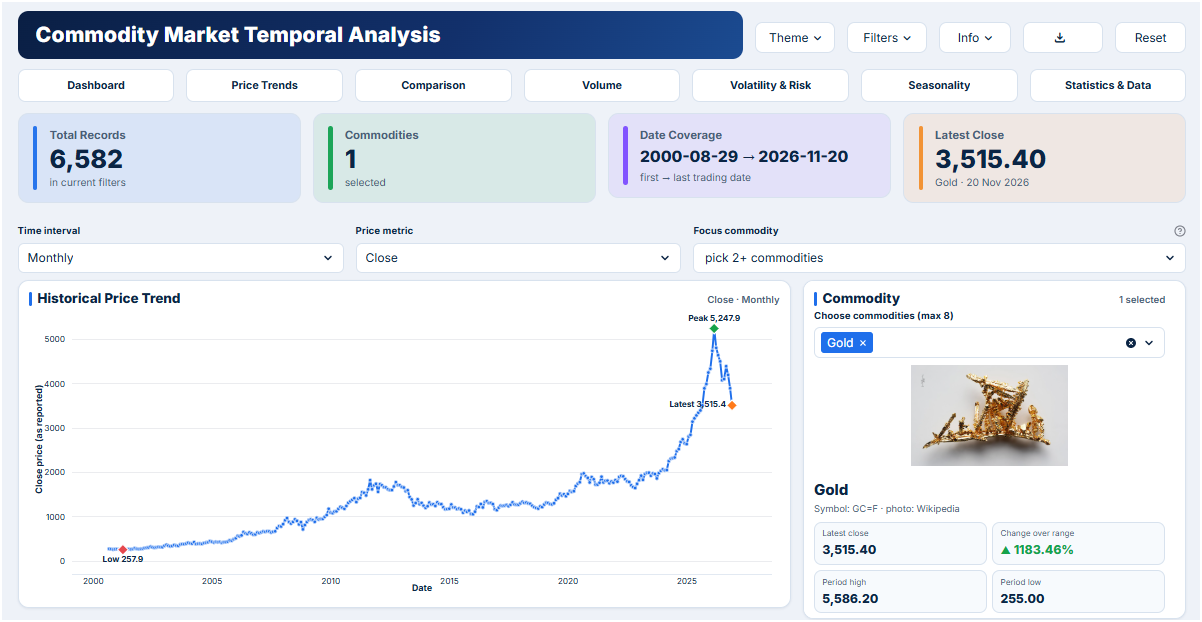 Commodity Market Temporal Analysis
Theme
Filters
Info
Reset
Dashboard
Price Trends
Comparison
Volume
Volatility & Risk
Seasonality
Statistics & Data
Total Records
6,582
in current filters
Commodities
1
selected
Date Coverage
2000-08-29 → 2026-11-20
first → last trading date
Latest Close
3,515.40
Gold · 20 Nov 2026
Time interval
Price metric
Focus commodity
?
Monthly
Close
pick 2+ commodities
Historical Price Trend
Close · Monthly
Peak 5,247.9
5000
4000
3000
2000
1000
0
Close price (as reported)
Latest 3,515.4
Low 257.9
2000
2005
2010
2015
2020
2025
Date
Commodity
1 selected
Choose commodities (max 8)
Gold ×
Gold
Symbol: GC=F · photo: Wikipedia
Latest close
3,515.40
Change over range
▲ 1183.46%
Period high
5,586.20
Period low
255.00